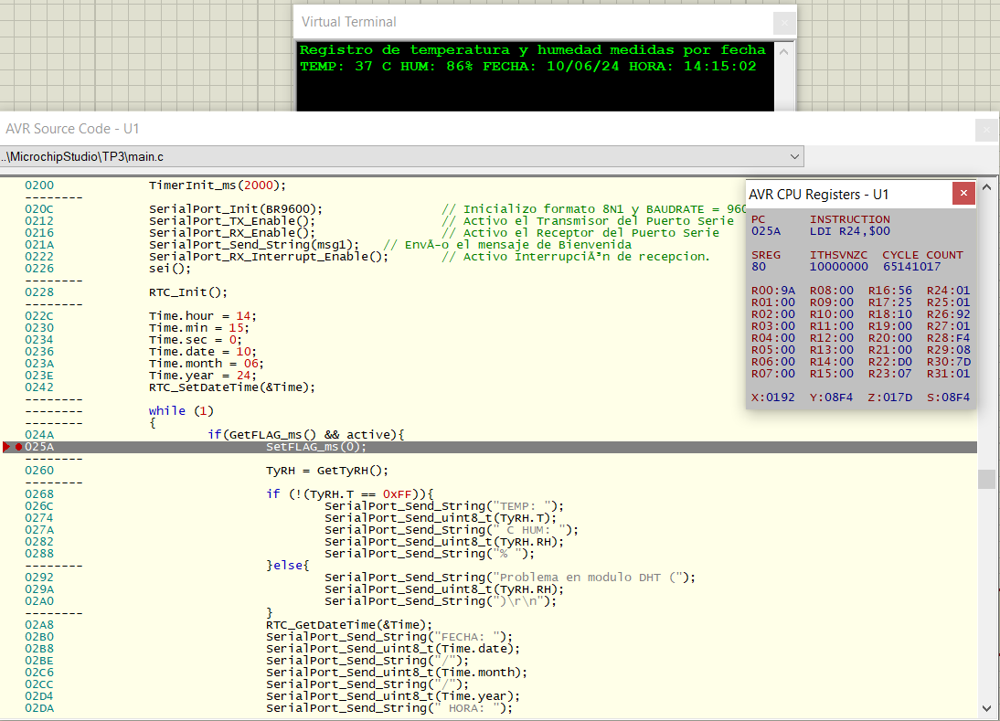 Virtual Terminal
Registro de temperatura y humedad medidas por fecha
TEMP: 37 C HUM: 86% FECHA: 10/06/24 HORA: 14:15:02
AVR Source Code - U1
..\MicrochipStudio\TP3\main.c
0200 TimerInit_ms(2000);
--------
020C SerialPort_Init(BR9600); // Inicializo formato 8N1 y BAUDRATE = 960
0212 SerialPort_TX_Enable(); // Activo el Transmisor del Puerto Serie
0216 SerialPort_RX_Enable(); // Activo el Receptor del Puerto Serie
021A SerialPort_Send_String(msg1); // EnvÃ-o el mensaje de Bienvenida
0222 SerialPort_RX_Interrupt_Enable(); // Activo InterrupciÃ³n de recepcion.
0226 sei();
--------
0228 RTC_Init();
--------
022C Time.hour = 14;
0230 Time.min = 15;
0234 Time.sec = 0;
0236 Time.date = 10;
023A Time.month = 06;
023E Time.year = 24;
0242 RTC_SetDateTime(&Time);
--------
-------- while (1)
-------- {
024A if(GetFLAG_ms() && active){
025A SetFLAG_ms(0);
--------
0260 TyRH = GetTyRH();
--------
0268 if (!(TyRH.T == 0xFF)){
026C SerialPort_Send_String("TEMP: ");
0274 SerialPort_Send_uint8_t(TyRH.T);
027A SerialPort_Send_String(" C HUM: ");
0282 SerialPort_Send_uint8_t(TyRH.RH);
0288 SerialPort_Send_String("% ");
-------- }else{
0292 SerialPort_Send_String("Problema en modulo DHT (");
029A SerialPort_Send_uint8_t(TyRH.RH);
02A0 SerialPort_Send_String(")\r\n");
-------- }
02A8 RTC_GetDateTime(&Time);
02B0 SerialPort_Send_String("FECHA: ");
02B8 SerialPort_Send_uint8_t(Time.date);
02BE SerialPort_Send_String("/");
02C6 SerialPort_Send_uint8_t(Time.month);
02CC SerialPort_Send_String("/");
02D4 SerialPort_Send_uint8_t(Time.year);
02DA SerialPort_Send_String(" HORA: ");
AVR CPU Registers - U1
PC INSTRUCTION
025A LDI R24,$00
SREG ITHSVNZC CYCLE COUNT
80 10000000 65141017
R00:9A R08:00 R16:56 R24:01
R01:00 R09:00 R17:25 R25:01
R02:00 R10:00 R18:10 R26:92
R03:00 R11:00 R19:00 R27:01
R04:00 R12:00 R20:00 R28:F4
R05:00 R13:00 R21:00 R29:08
R06:00 R14:00 R22:D0 R30:7D
R07:00 R15:00 R23:07 R31:01
X:0192 Y:08F4 Z:017D S:08F4